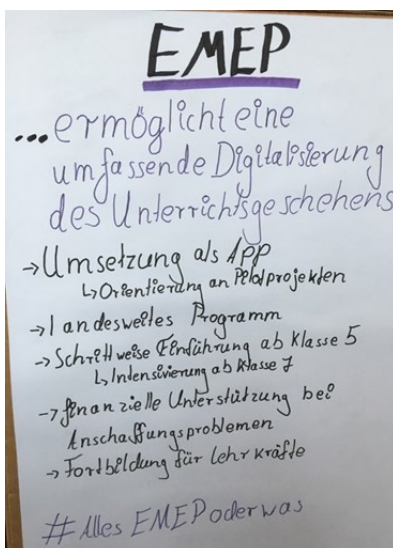 EMEP
...ermöglicht eine
umfassende Digitalisierung
des Unterrichtsgeschehens
→Umsetzung als App
↳Orientierung an Pilotprojekten
→landesweites Programm
→Schrittweise Einführung ab Klasse 5
↳Intensivierung ab Klasse 7
→finanzielle Unterstützung bei
Anschaffungsproblemen
→Fortbildung für Lehrkräfte
#Alles EMEP oder was